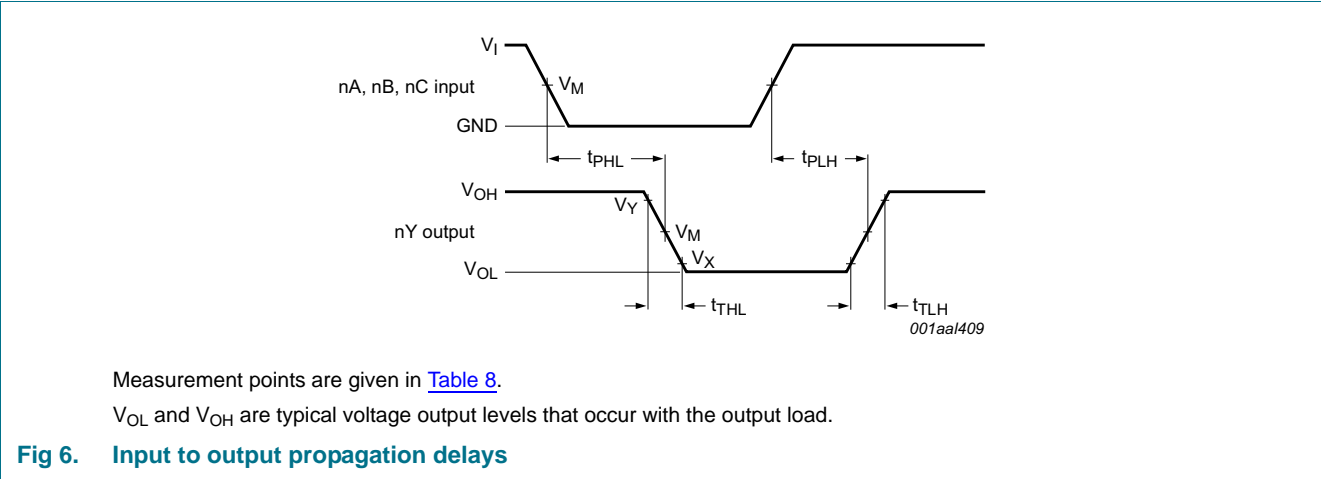 VI
nA, nB, nC input
VM
GND
tPHL
tPLH
VOH
VY
nY output
VM
VX
VOL
tTHL
tTLH
001aal409
Measurement points are given in Table 8.
VOL and VOH are typical voltage output levels that occur with the output load.
Fig 6. Input to output propagation delays